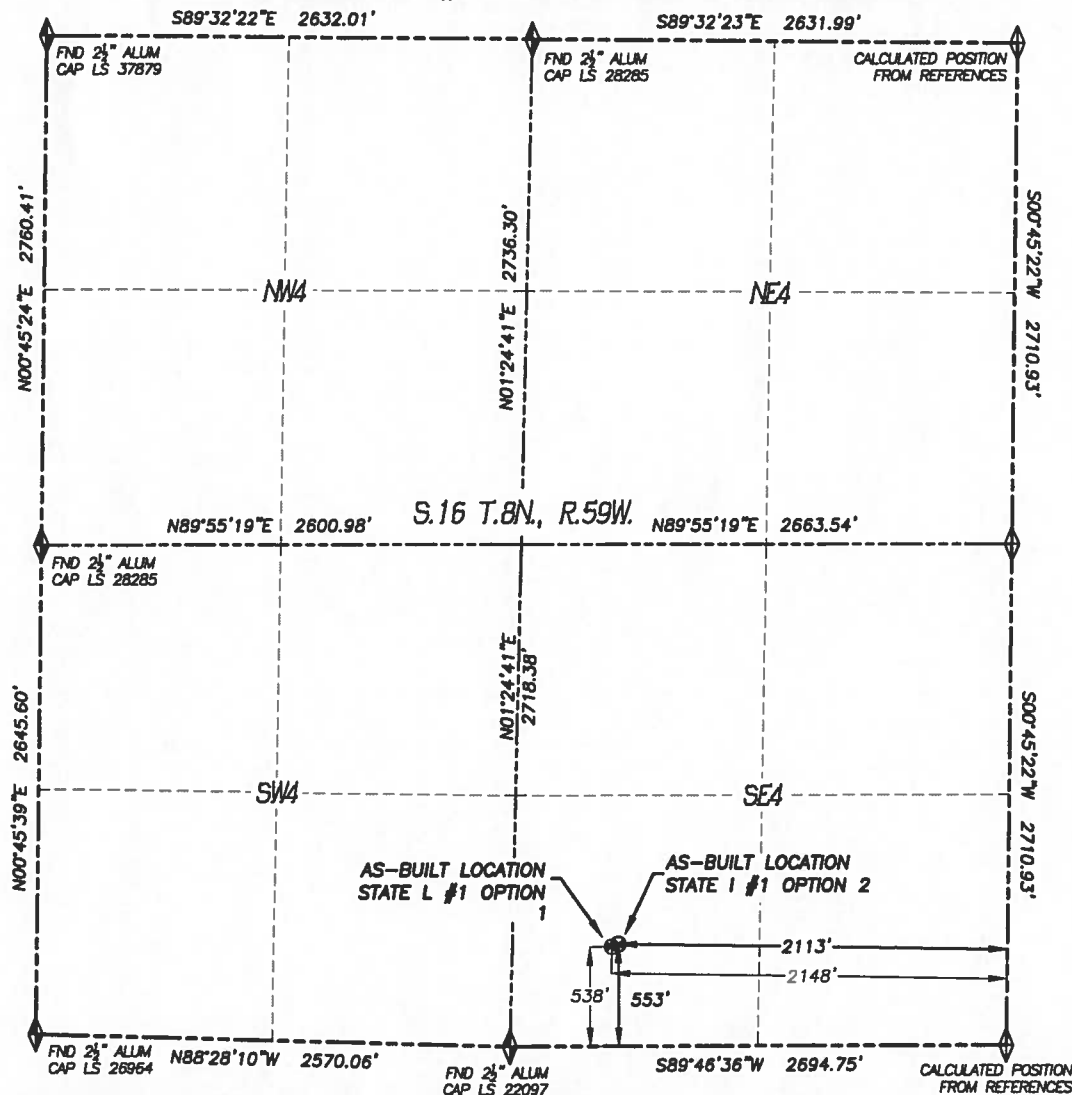 S89°32'22"E 2632.01'
S89°32'23"E 2631.99'
FND 2½" ALUM
CAP LS 37879
FND 2½" ALUM
CAP LS 28285
CALCULATED POSITION
FROM REFERENCES
N00°45'24"E 2760.41'
N01°24'41"E 2736.30'
S00°45'22"W 2710.93'
NW4
NE4
S.16 T.8N., R.59W.
N89°55'19"E 2600.98'
N89°55'19"E 2663.54'
FND 2½" ALUM
CAP LS 28285
N00°45'39"E 2645.60'
N01°24'41"E
2718.38'
S00°45'22"W 2710.93'
SW4
SE4
AS-BUILT LOCATION
STATE L #1 OPTION
1
AS-BUILT LOCATION
STATE I #1 OPTION 2
2113'
2148'
538'
553'
FND 2½" ALUM
CAP LS 26964
N88°28'10"W 2570.06'
FND 2½" ALUM
CAP LS 22097
S89°46'36"W 2694.75'
CALCULATED POSITION
FROM REFERENCES